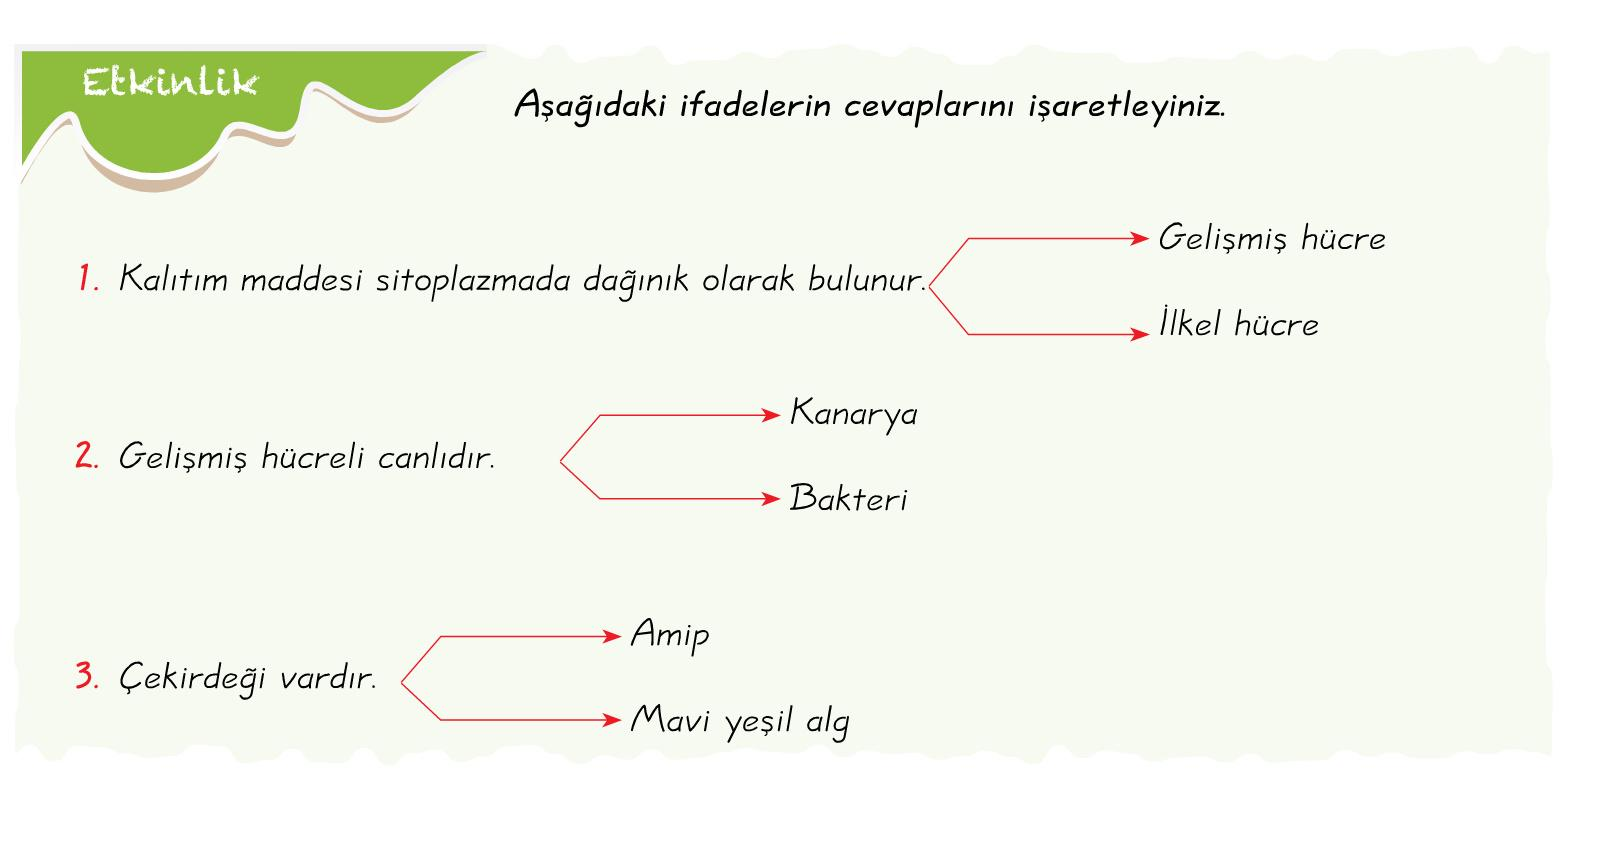 Etkinlik
Aşağıdaki ifadelerin cevaplarını işaretleyiniz.
1. Kalıtım maddesi sitoplazmada dağınık olarak bulunur.
Gelişmiş hücre
İlkel hücre
2. Gelişmiş hücreli canlıdır.
Kanarya
Bakteri
3. Çekirdeği vardır.
Amip
Mavi yeşil alg